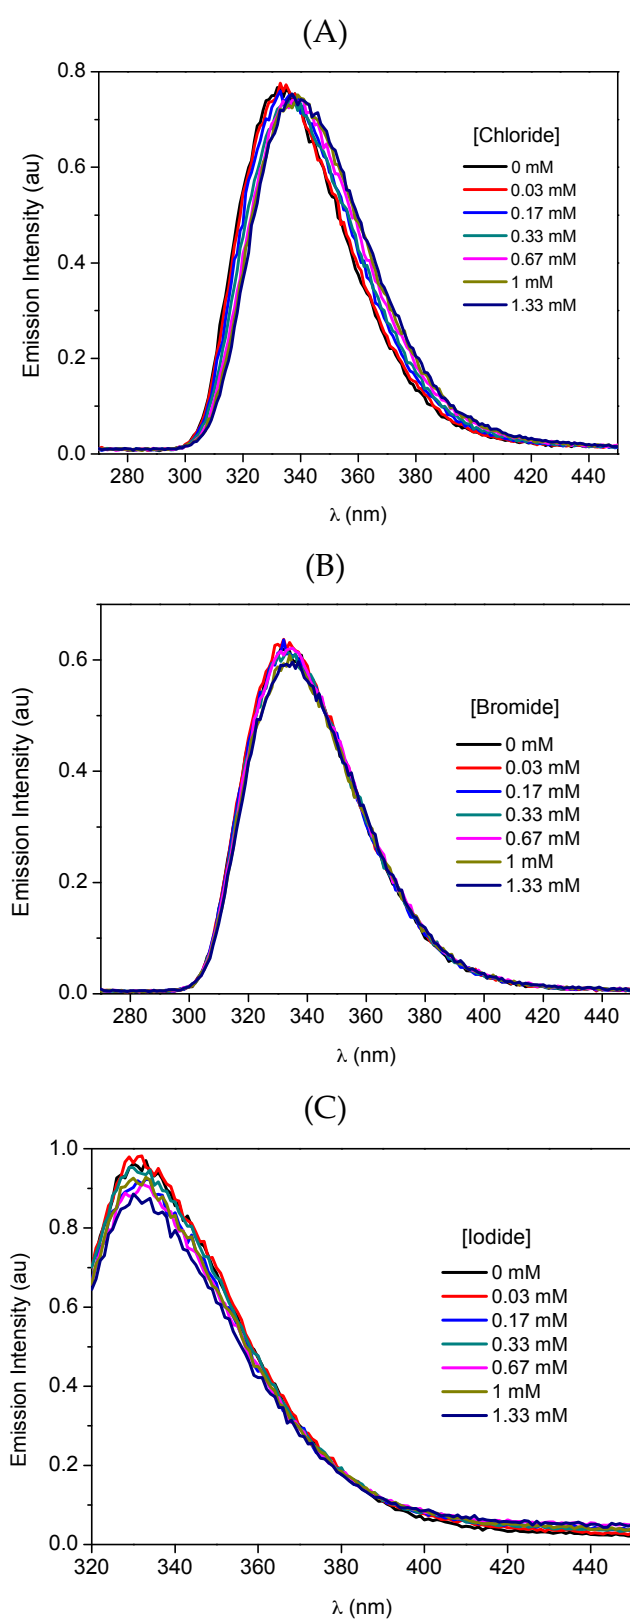 (A)
0.8
0.6
0.4
0.2
0.0
Emission Intensity (au)
[Chloride]
0 mM
0.03 mM
0.17 mM
0.33 mM
0.67 mM
1 mM
1.33 mM
280 300 320 340 360 380 400 420 440
λ (nm)
(B)
0.6
0.4
0.2
0.0
Emission Intensity (au)
[Bromide]
0 mM
0.03 mM
0.17 mM
0.33 mM
0.67 mM
1 mM
1.33 mM
280 300 320 340 360 380 400 420 440
λ (nm)
(C)
1.0
0.8
0.6
0.4
0.2
0.0
Emission Intensity (au)
[Iodide]
0 mM
0.03 mM
0.17 mM
0.33 mM
0.67 mM
1 mM
1.33 mM
320 340 360 380 400 420 440
λ (nm)